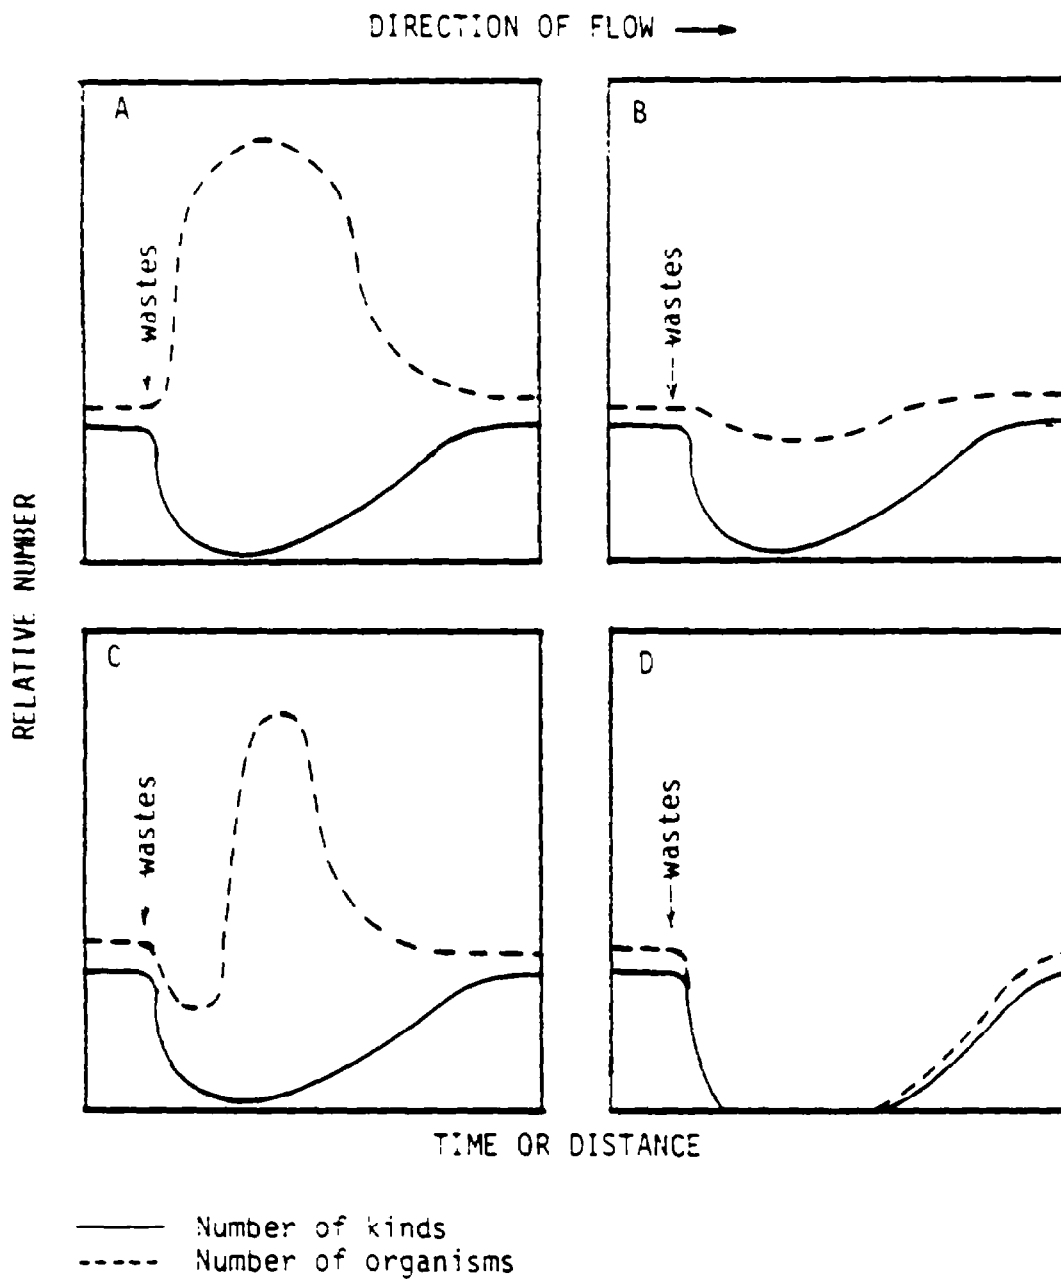 DIRECTION OF FLOW
A
B
wastes
wastes
RELATIVE NUMBER
C
D
wastes
wastes
TIME OR DISTANCE
Number of kinds
Number of organisms